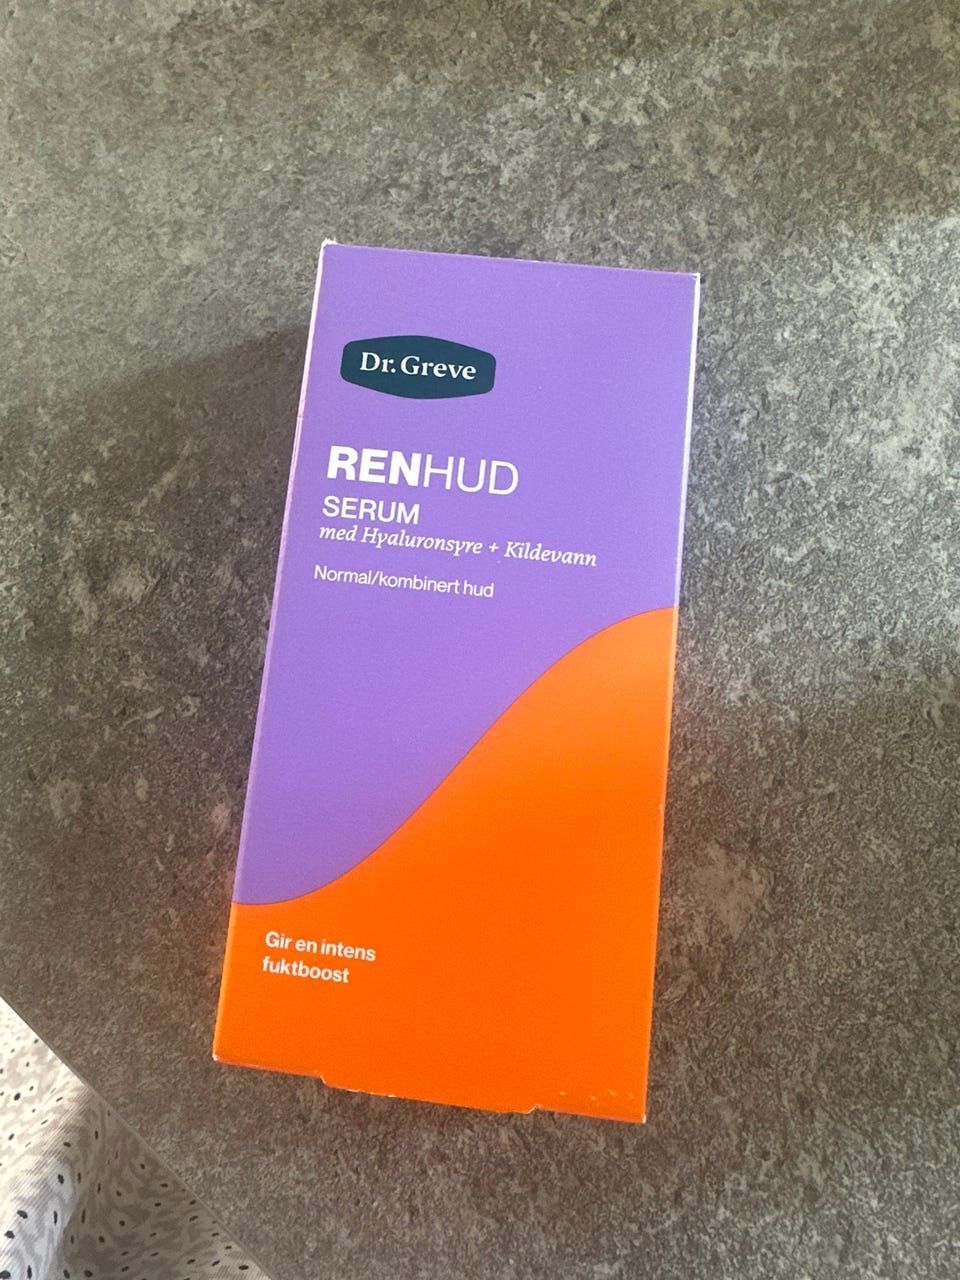 Dr. Greve
RENHUD
SERUM
med Hyaluronsyre + Kildevann
Normal/kombinert hud
Gir en intens
fuktboost